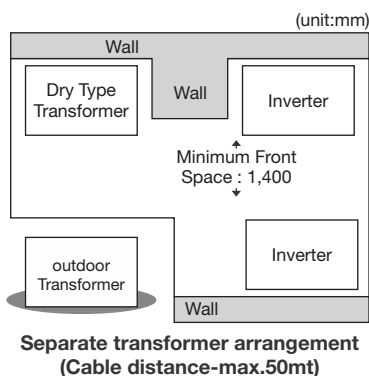 (unit:mm)
Wall
Dry Type
Transformer
Wall
Inverter
Minimum Front
Space : 1,400
outdoor
Transformer
Inverter
Wall
Separate transformer arrangement
(Cable distance-max.50mt)